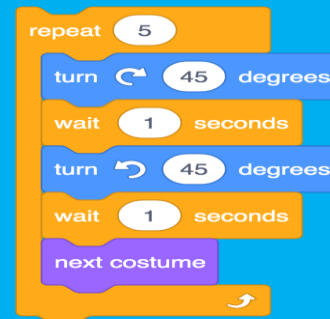 repeat 5
turn 45 degrees
wait 1 seconds
turn 45 degrees
wait 1 seconds
next costume